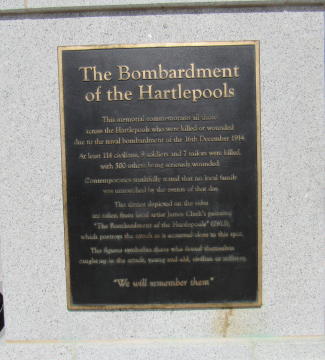 The Bombardment
of the Hartlepools
This memorial commemorates all those
across the Hartlepools who were killed or wounded
due to the naval bombardment of the 16th December 1914.
At least 114 civilians, 9 soldiers and 7 sailors were killed,
with 500 others being seriously wounded.
Contemporaries truthfully stated that no local family
was untouched by the events of that day.
The scenes depicted on the sides
are taken from local artist James Clark's painting
"The Bombardment of the Hartlepools" (1915),
which portrays the attack as it occurred close to this spot.
The figures symbolise those who found themselves
caught up in the attack, young and old, civilian or military.
"We will remember them"